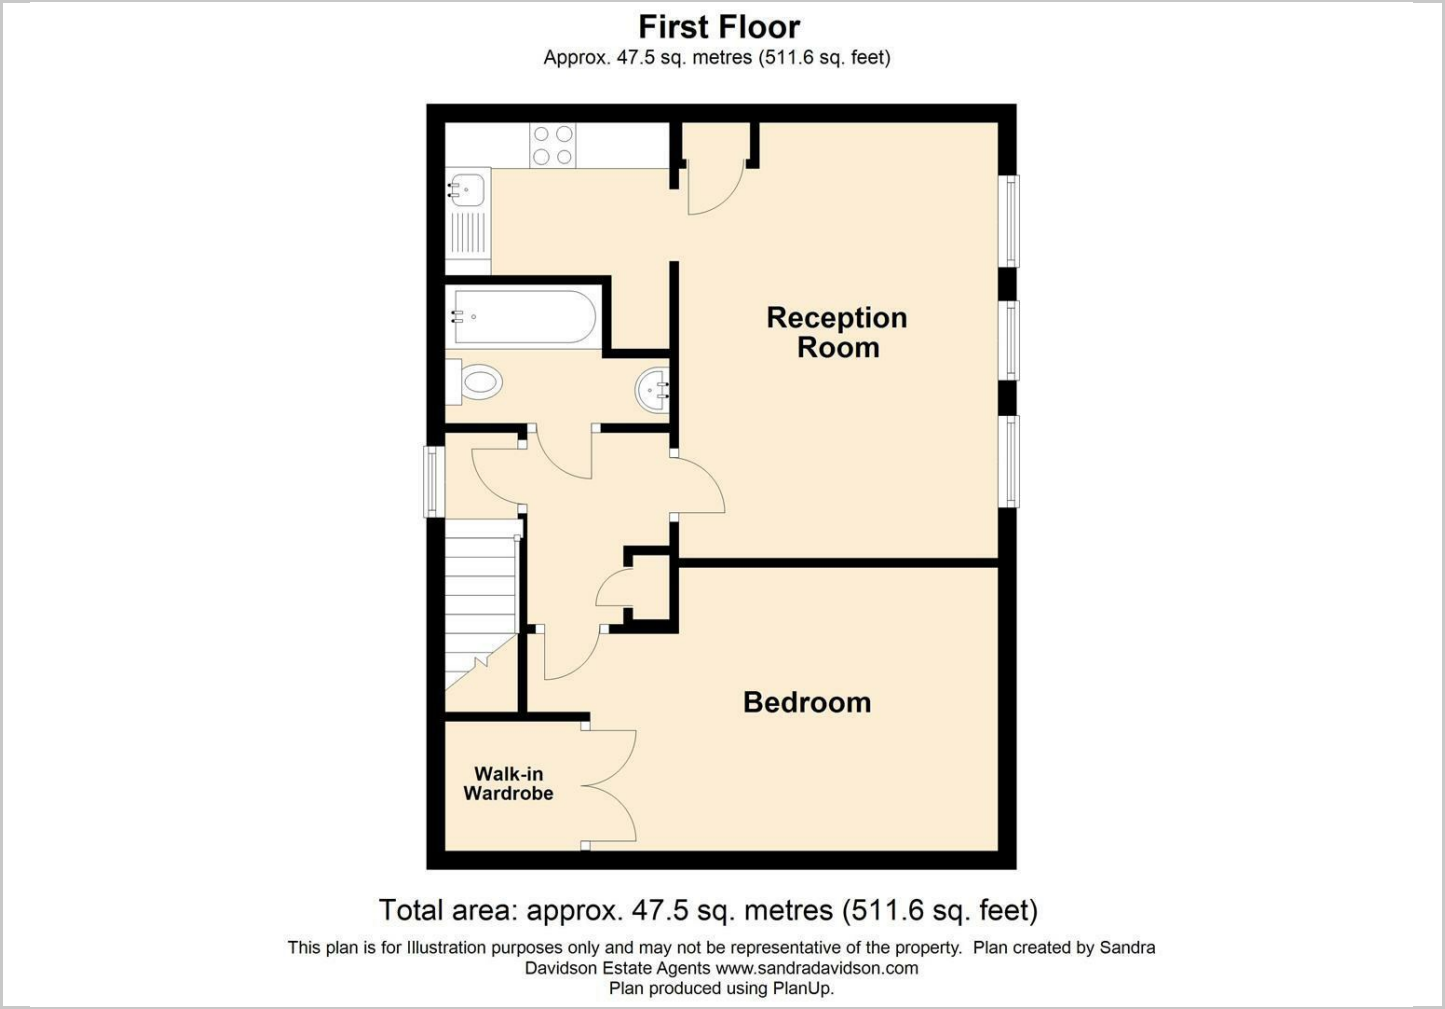 First Floor
Approx. 47.5 sq. metres (511.6 sq. feet)
Reception
Room
Bedroom
Walk-in
Wardrobe
Total area: approx. 47.5 sq. metres (511.6 sq. feet)
This plan is for Illustration purposes only and may not be representative of the property.  Plan created by Sandra
Davidson Estate Agents www.sandradavidson.com
Plan produced using PlanUp.